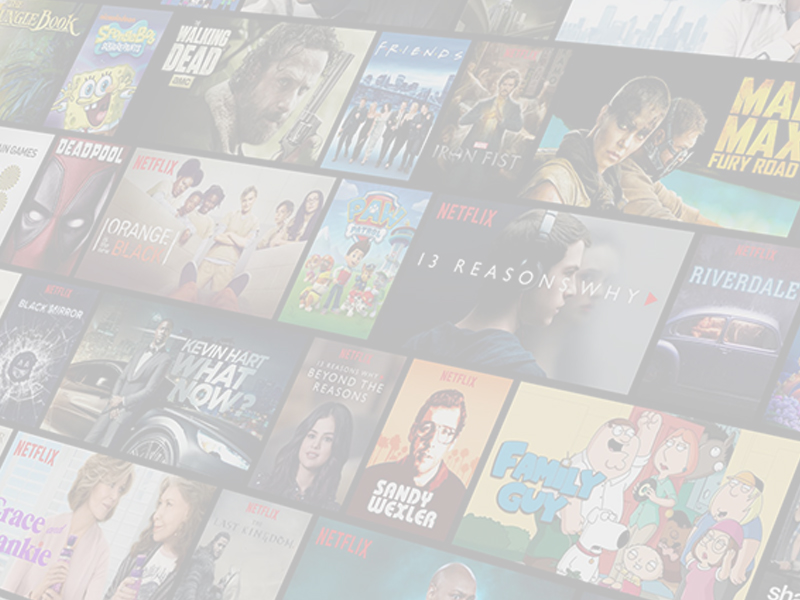 JUNGLE BOOK
SpongeBob
SQUAREPANTS
THE
WALKING
DEAD
AMC
FRIENDS
MARVEL
IRON FIST
MAD
MAX
FURY ROAD
GAMES
DEADPOOL
NETFLIX
ORANGE
IS THE NEW
BLACK
PAW
PATROL
NETFLIX
13 REASONS WHY
NETFLIX
RIVERDALE
NETFLIX
BLACK MIRROR
KEVIN HART
WHAT
NOW?
NETFLIX
13 REASONS WHY
BEYOND THE
REASONS
NETFLIX
SANDY
WEXLER
FAMILY
GUY
NETFLIX
Grace and
Frankie
NETFLIX
THE
LAST KINGDOM
NETFLIX